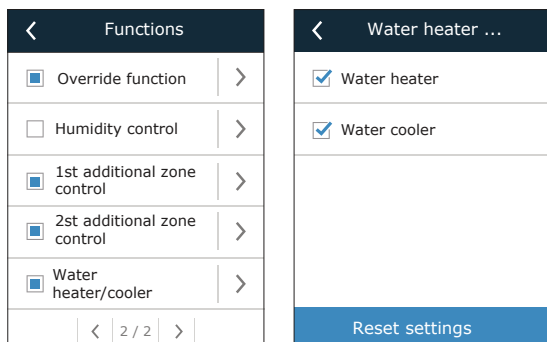 Functions
Override function
Humidity control
1st additional zone
control
2st additional zone
control
Water
heater/cooler
2 / 2
Water heater ...
Water heater
Water cooler
Reset settings